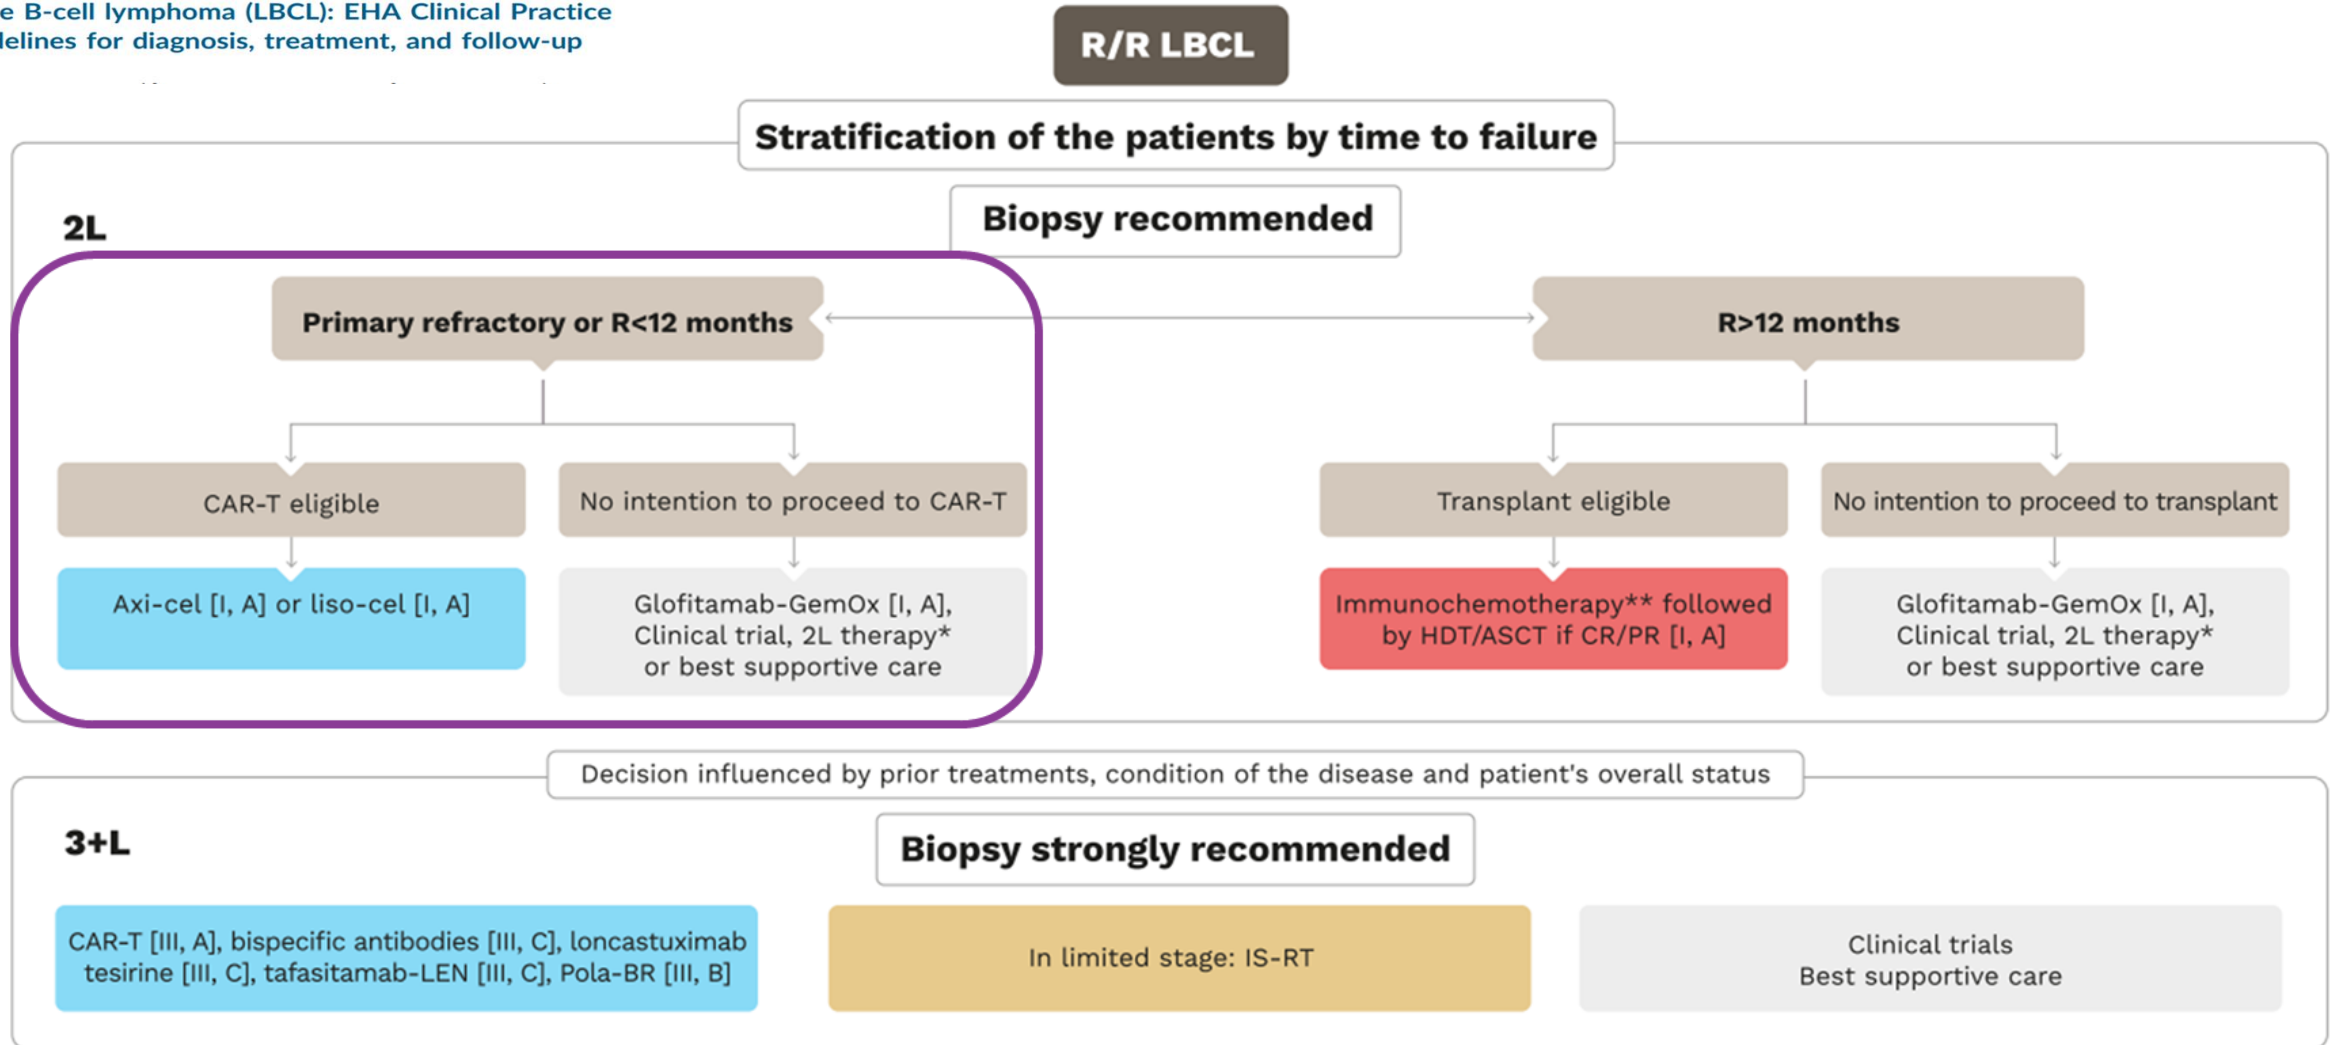 e B-cell lymphoma (LBCL): EHA Clinical Practice
delines for diagnosis, treatment, and follow-up
R/R LBCL
Stratification of the patients by time to failure
Biopsy recommended
2L
Primary refractory or R<12 months
R>12 months
CAR-T eligible
No intention to proceed to CAR-T
Transplant eligible
No intention to proceed to transplant
Axi-cel [I, A] or liso-cel [I, A]
Glofitamab-GemOx [I, A],
Clinical trial, 2L therapy*
or best supportive care
Immunochemotherapy** followed
by HDT/ASCT if CR/PR [I, A]
Glofitamab-GemOx [I, A],
Clinical trial, 2L therapy*
or best supportive care
Decision influenced by prior treatments, condition of the disease and patient's overall status
3+L
Biopsy strongly recommended
CAR-T [III, A], bispecific antibodies [III, C], loncastuximab
tesirine [III, C], tafasitamab-LEN [III, C], Pola-BR [III, B]
In limited stage: IS-RT
Clinical trials
Best supportive care